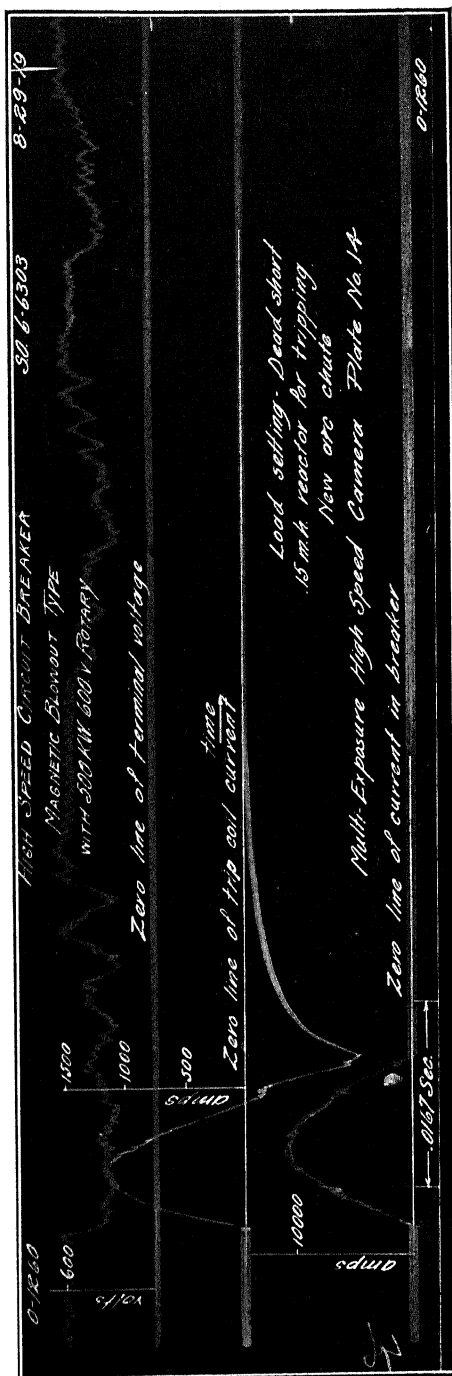 0-1260
SO 6-6303
8-29-19
HIGH SPEED CIRCUIT BREAKER
MAGNETIC BLOWOUT TYPE
WITH 500 KW 600 V ROTARY
600
volts
Zero line of terminal voltage
1500
1000
500
amps
time
Zero line of trip coil current
Load setting - Dead short
.15 m.h. reactor for tripping
New arc chute
Multi-Exposure High Speed Camera Plate No. 14
10000
amps
Zero line of current in breaker
.0167 Sec.
0-1260